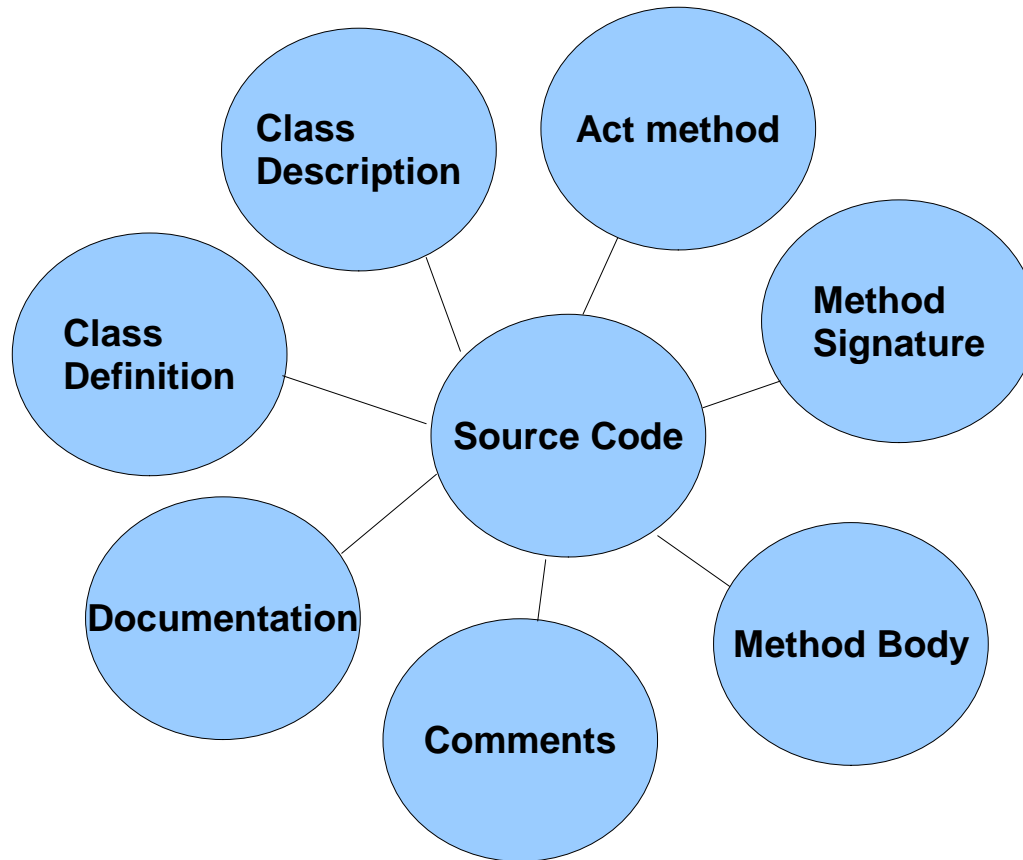 Class
Description
Act method
Method
Signature
Class
Definition
Source Code
Documentation
Method Body
Comments